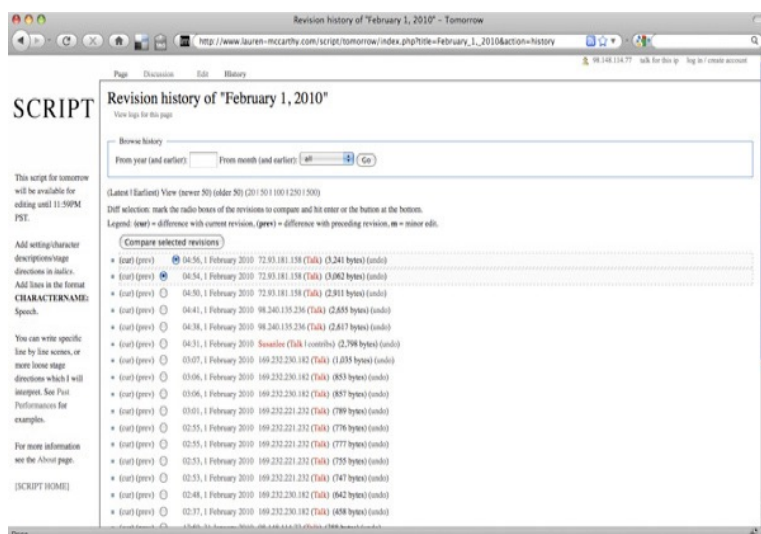 Revision history of "February 1, 2010" – Tomorrow
http://www.lauren-mccarthy.com/script/tomorrow/index.php?title=February_1,_2010&action=history
98.148.114.77 talk for this ip log in / create account
Page Discussion Edit History
SCRIPT
This script for tomorrow
will be available for
editing until 11:59PM
PST.
Add setting/character
descriptions/stage
directions in italics.
Add lines in the format
CHARACTERNAME:
Speech.
You can write specific
line by line scenes, or
more loose stage
directions which I will
interpret. See Past
Performances for
examples.
For more information
see the About page.
[SCRIPT HOME]
Revision history of "February 1, 2010"
View logs for this page
Browse history
From year (and earlier): From month (and earlier): all Go
(Latest | Earliest) View (newer 50) (older 50) (20 | 50 | 100 | 250 | 500)
Diff selection: mark the radio boxes of the revisions to compare and hit enter or the button at the bottom.
Legend: (cur) = difference with current revision, (prev) = difference with preceding revision, m = minor edit.
Compare selected revisions
(cur) (prev) 04:56, 1 February 2010 72.93.181.158 (Talk) (3,241 bytes) (undo)
(cur) (prev) 04:54, 1 February 2010 72.93.181.158 (Talk) (3,062 bytes) (undo)
(cur) (prev) 04:50, 1 February 2010 72.93.181.158 (Talk) (2,911 bytes) (undo)
(cur) (prev) 04:41, 1 February 2010 98.240.135.236 (Talk) (2,655 bytes) (undo)
(cur) (prev) 04:38, 1 February 2010 98.240.135.236 (Talk) (2,617 bytes) (undo)
(cur) (prev) 04:31, 1 February 2010 Susanlee (Talk | contribs) (2,798 bytes) (undo)
(cur) (prev) 03:07, 1 February 2010 169.232.230.182 (Talk) (1,035 bytes) (undo)
(cur) (prev) 03:06, 1 February 2010 169.232.230.182 (Talk) (853 bytes) (undo)
(cur) (prev) 03:06, 1 February 2010 169.232.230.182 (Talk) (857 bytes) (undo)
(cur) (prev) 03:01, 1 February 2010 169.232.221.232 (Talk) (789 bytes) (undo)
(cur) (prev) 02:55, 1 February 2010 169.232.221.232 (Talk) (776 bytes) (undo)
(cur) (prev) 02:55, 1 February 2010 169.232.221.232 (Talk) (777 bytes) (undo)
(cur) (prev) 02:53, 1 February 2010 169.232.221.232 (Talk) (755 bytes) (undo)
(cur) (prev) 02:53, 1 February 2010 169.232.221.232 (Talk) (747 bytes) (undo)
(cur) (prev) 02:48, 1 February 2010 169.232.230.182 (Talk) (642 bytes) (undo)
(cur) (prev) 02:37, 1 February 2010 169.232.230.182 (Talk) (458 bytes) (undo)